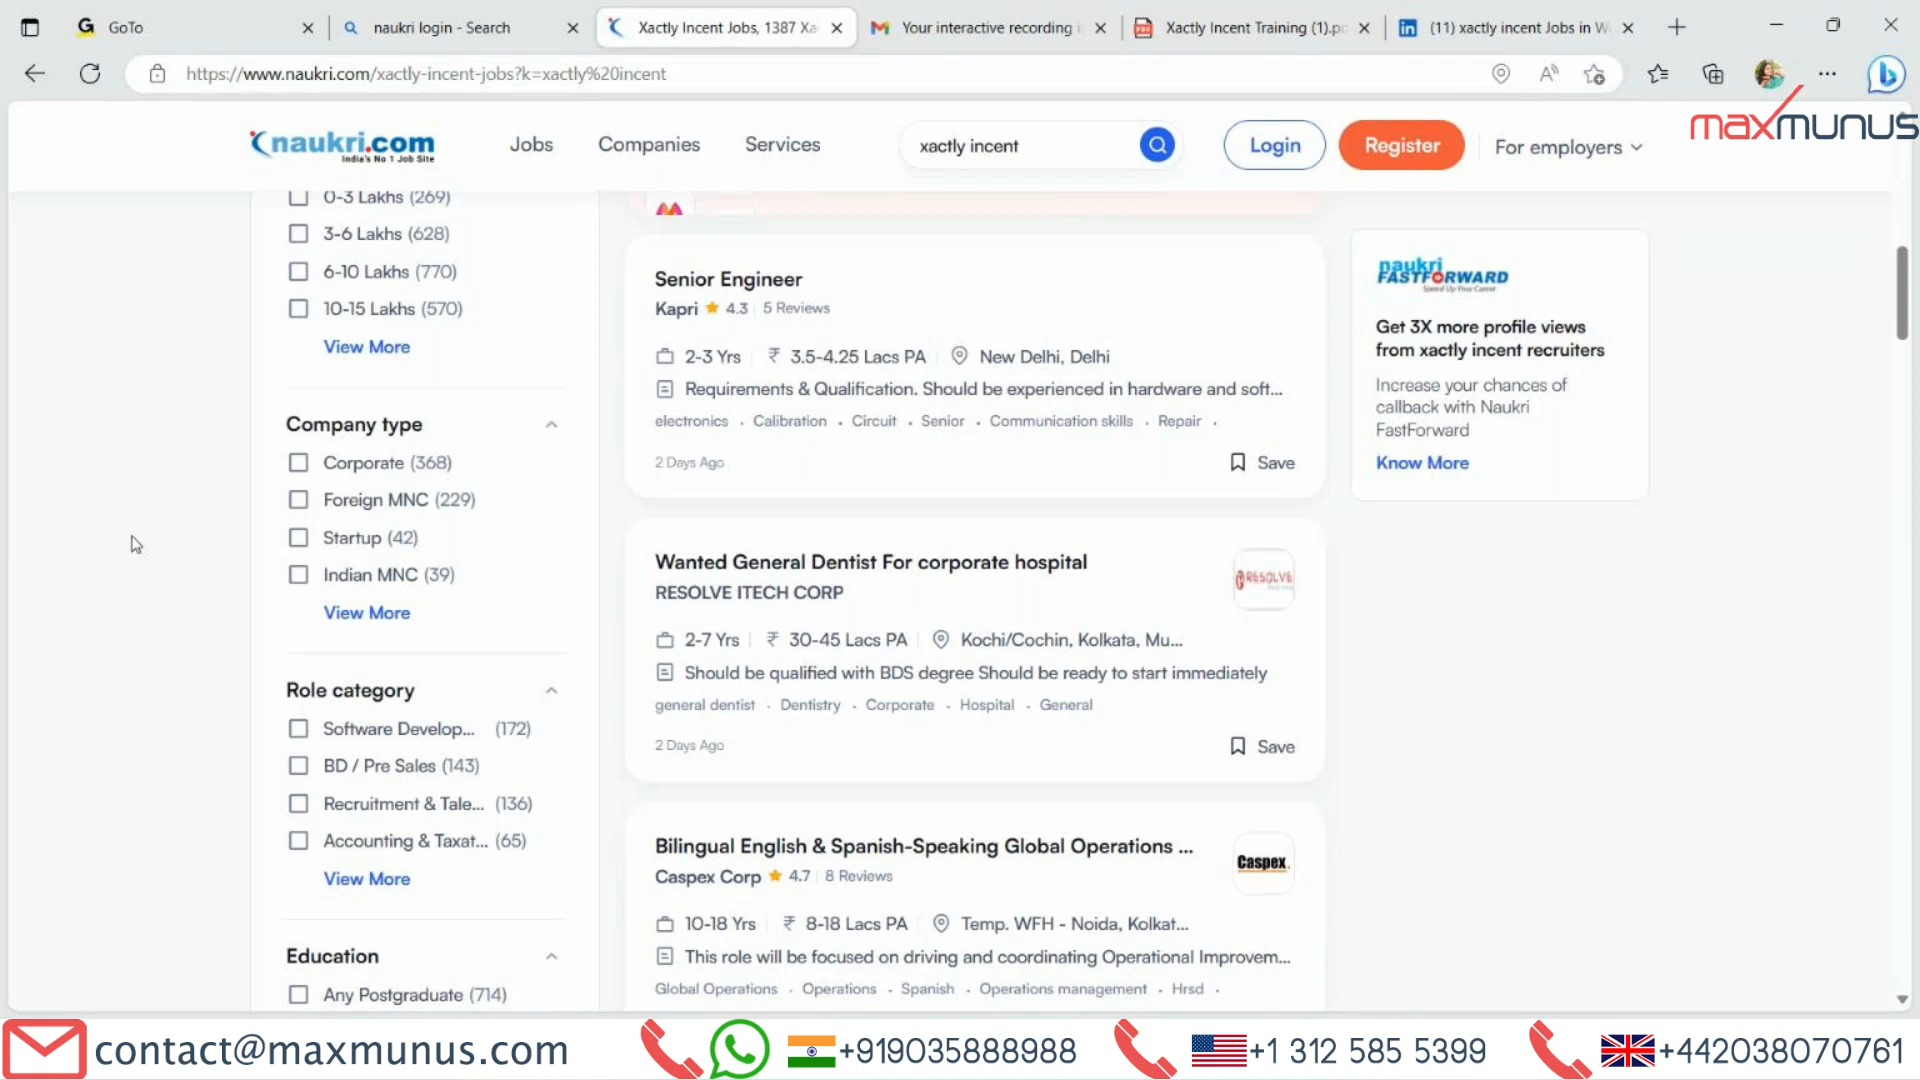 GoTo
naukri login - Search
Xactly Incent Jobs, 1387 Xa
Your interactive recording i
Xactly Incent Training (1).pd
(11) xactly incent Jobs in W
https://www.naukri.com/xactly-incent-jobs?k=xactly%20incent
maxmunus
naukri.com
India's No 1 Job Site
Jobs
Companies
Services
xactly incent
Login
Register
For employers
0-3 Lakhs (269)
3-6 Lakhs (628)
6-10 Lakhs (770)
10-15 Lakhs (570)
View More
Company type
Corporate (368)
Foreign MNC (229)
Startup (42)
Indian MNC (39)
View More
Role category
Software Develop... (172)
BD / Pre Sales (143)
Recruitment & Tale... (136)
Accounting & Taxat... (65)
View More
Education
Any Postgraduate (714)
Senior Engineer
Kapri 4.3 5 Reviews
2-3 Yrs ₹ 3.5-4.25 Lacs PA New Delhi, Delhi
Requirements & Qualification. Should be experienced in hardware and soft...
electronics · Calibration · Circuit · Senior · Communication skills · Repair ·
2 Days Ago
Save
Wanted General Dentist For corporate hospital
RESOLVE ITECH CORP
RESOLVE
2-7 Yrs ₹ 30-45 Lacs PA Kochi/Cochin, Kolkata, Mu...
Should be qualified with BDS degree Should be ready to start immediately
general dentist · Dentistry · Corporate · Hospital · General
2 Days Ago
Save
Bilingual English & Spanish-Speaking Global Operations ...
Caspex Corp 4.7 8 Reviews
Caspex.
10-18 Yrs ₹ 8-18 Lacs PA Temp. WFH - Noida, Kolkat...
This role will be focused on driving and coordinating Operational Improvem...
Global Operations · Operations · Spanish · Operations management · Hrsd ·
naukri
FASTFORWARD
Speed Up Your Career
Get 3X more profile views
from xactly incent recruiters
Increase your chances of
callback with Naukri
FastForward
Know More
contact@maxmunus.com
+919035888988
+1 312 585 5399
+442038070761